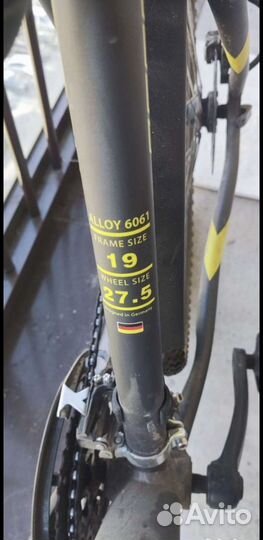 ALLOY 6061
FRAME SIZE
19
WHEEL SIZE
27.5
Designed in Germany
Avito